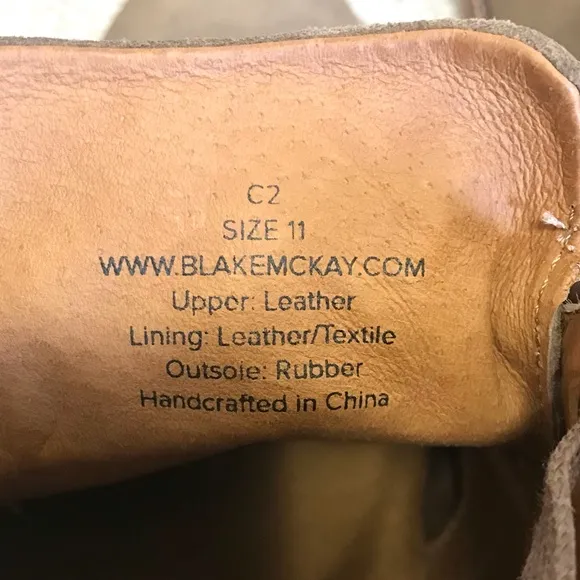 C2
SIZE 11
WWW.BLAKEMCKAY.COM
Upper: Leather
Lining: Leather/Textile
Outsole: Rubber
Handcrafted in China